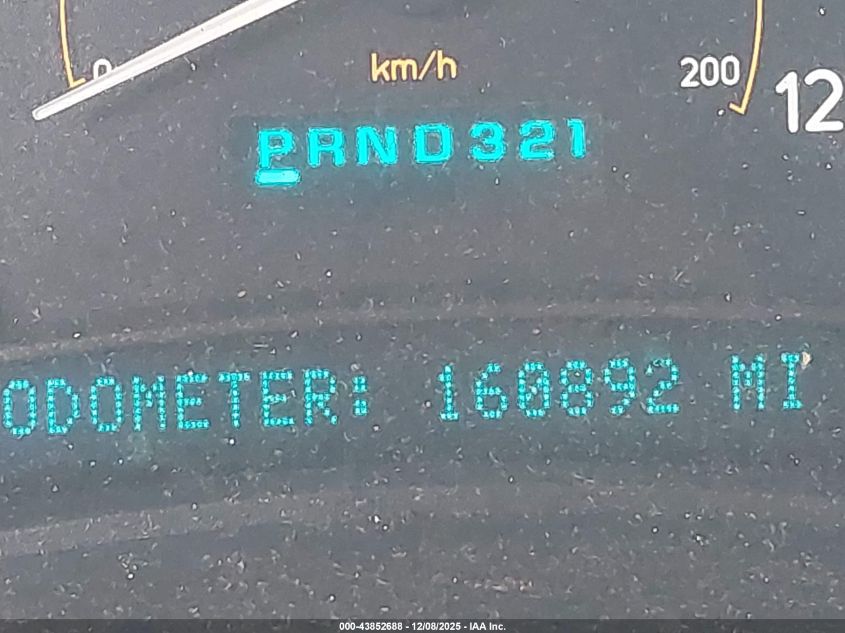 0 km/h 200 12
PRND321
ODOMETER: 160892 MI
000-43852688 - 12/08/2025 - IAA Inc.